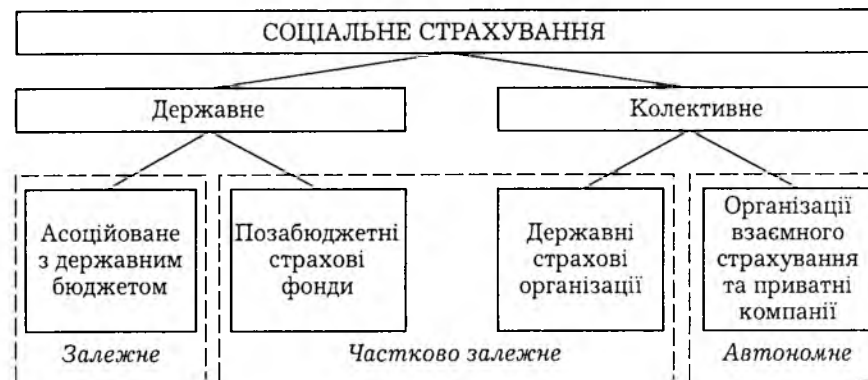 СОЦІАЛЬНЕ СТРАХУВАННЯ
Державне
Колективне
Асоційоване
з державним
бюджетом
Позабюджетні
страхові
фонди
Державні
страхові
організації
Організації
взаємного
страхування
та приватні
компанії
Залежне
Частково залежне
Автономне